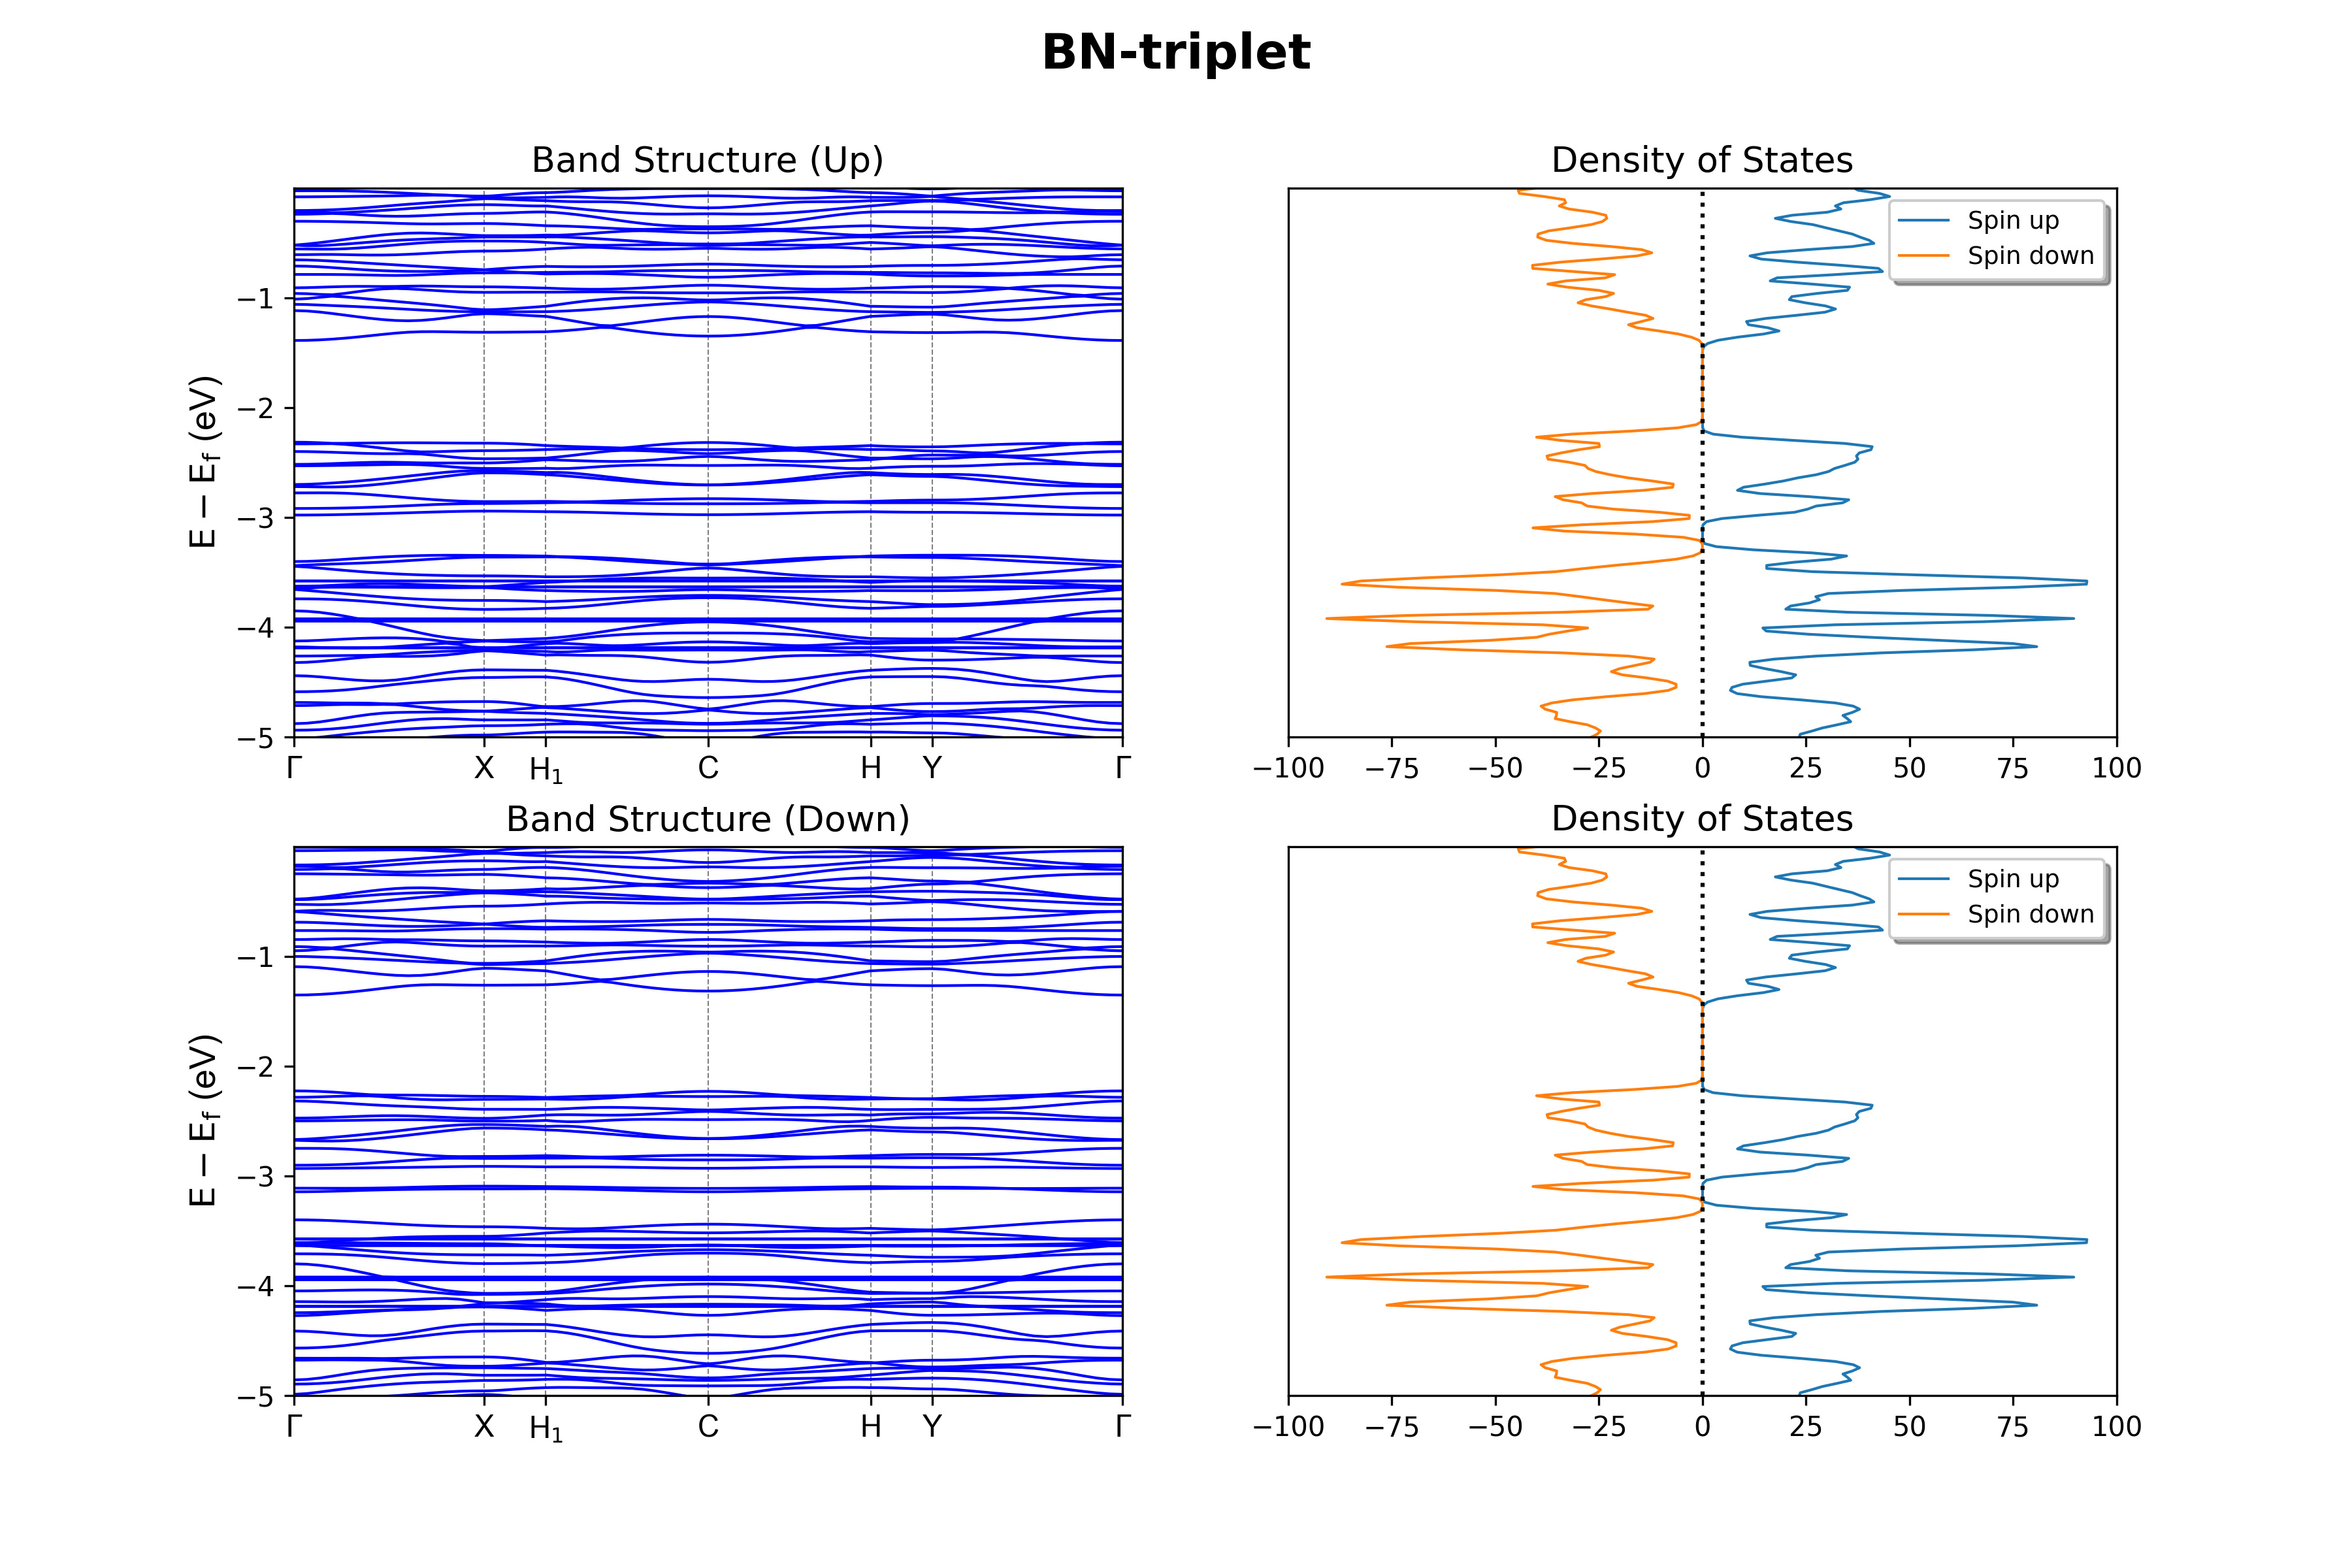 BN-triplet
Band Structure (Up)
Density of States
E − E_f (eV)
−1
−2
−3
−4
−5
Γ X H₁ C H Y Γ
Spin up
Spin down
−100 −75 −50 −25 0 25 50 75 100
Band Structure (Down)
Density of States
E − E_f (eV)
−1
−2
−3
−4
−5
Γ X H₁ C H Y Γ
Spin up
Spin down
−100 −75 −50 −25 0 25 50 75 100